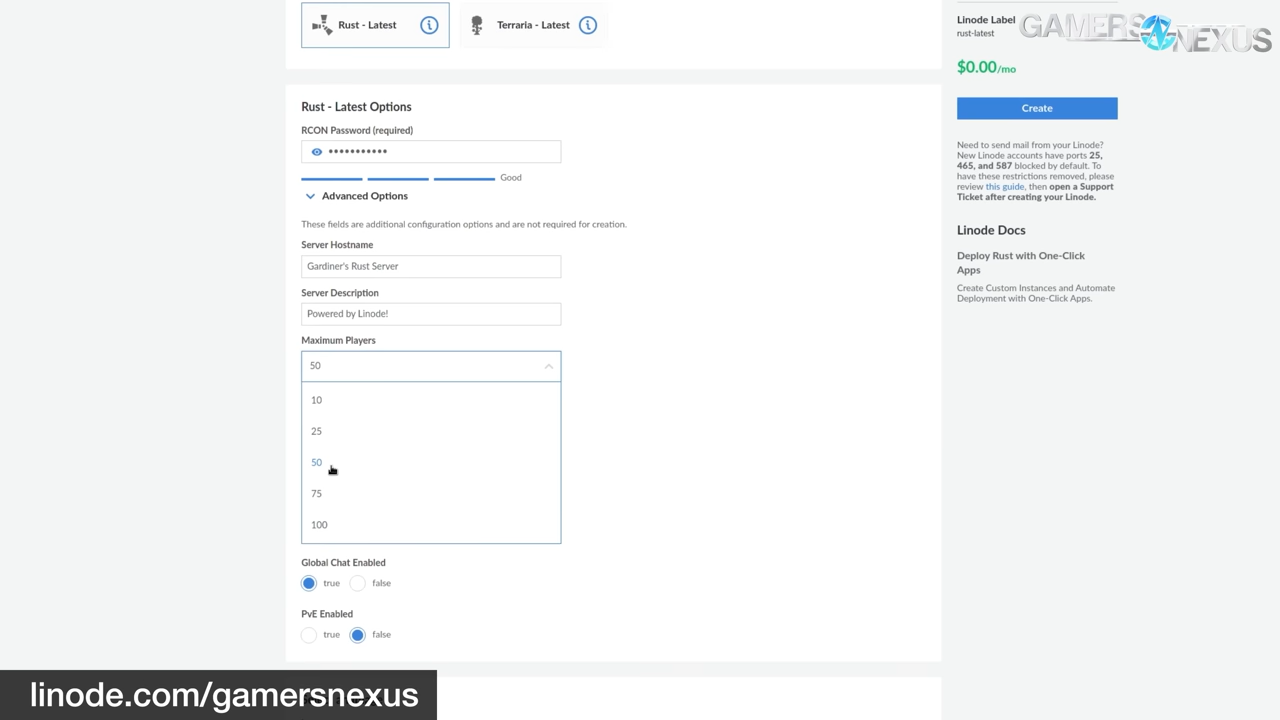 Rust - Latest
Terraria - Latest
Linode Label
rust-latest
GAMERS NEXUS
$0.00/mo
Create
Need to send mail from your Linode?
New Linode accounts have ports 25,
465, and 587 blocked by default. To
have these restrictions removed, please
review this guide, then open a Support
Ticket after creating your Linode.
Linode Docs
Deploy Rust with One-Click
Apps
Create Custom Instances and Automate
Deployment with One-Click Apps.
Rust - Latest Options
RCON Password (required)
•••••••••••
Good
Advanced Options
These fields are additional configuration options and are not required for creation.
Server Hostname
Gardiner's Rust Server
Server Description
Powered by Linode!
Maximum Players
50
10
25
50
75
100
Global Chat Enabled
true false
PvE Enabled
true false
linode.com/gamersnexus